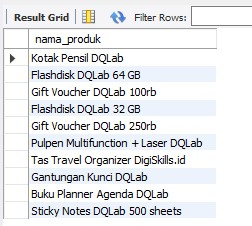 Result Grid Filter Rows:
nama_produk
Kotak Pensil DQLab
Flashdisk DQLab 64 GB
Gift Voucher DQLab 100rb
Flashdisk DQLab 32 GB
Gift Voucher DQLab 250rb
Pulpen Multifunction + Laser DQLab
Tas Travel Organizer DigiSkills.id
Gantungan Kunci DQLab
Buku Planner Agenda DQLab
Sticky Notes DQLab 500 sheets